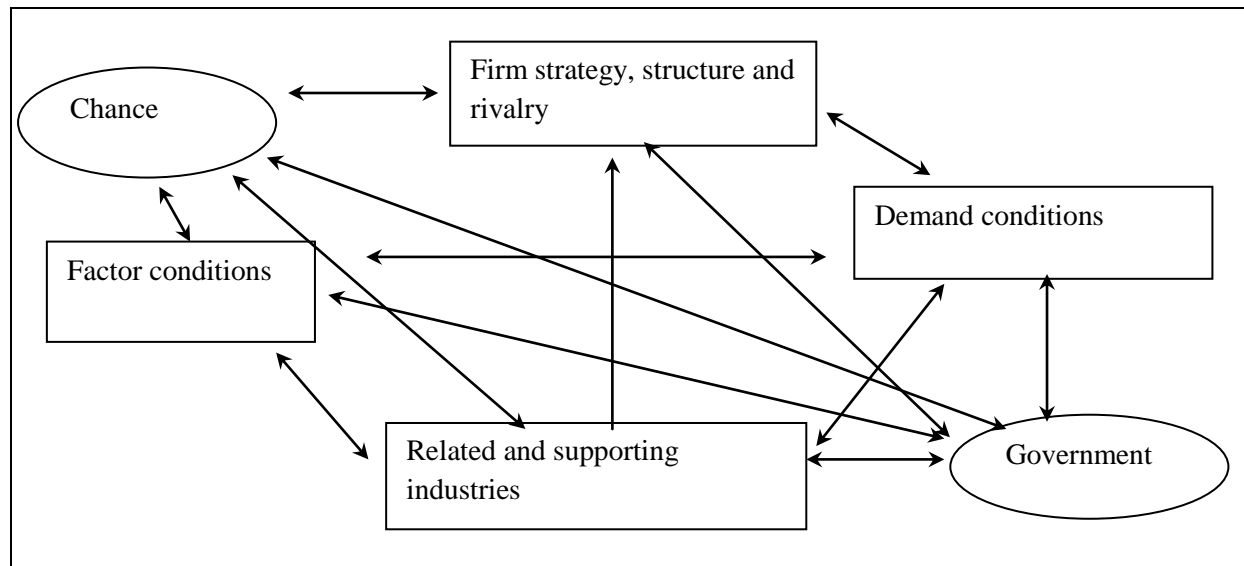 Firm strategy, structure and
rivalry
Chance
Demand conditions
Factor conditions
Related and supporting
industries
Government